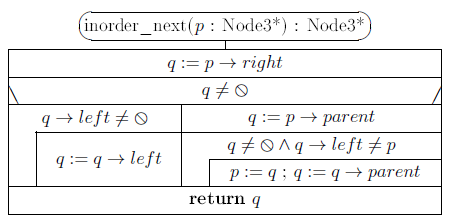 inorder_next(p : Node3*) : Node3*
q := p → right
q ≠ ⦸
q → left ≠ ⦸
q := p → parent
q := q → left
q ≠ ⦸ ∧ q → left ≠ p
p := q ; q := q → parent
return q